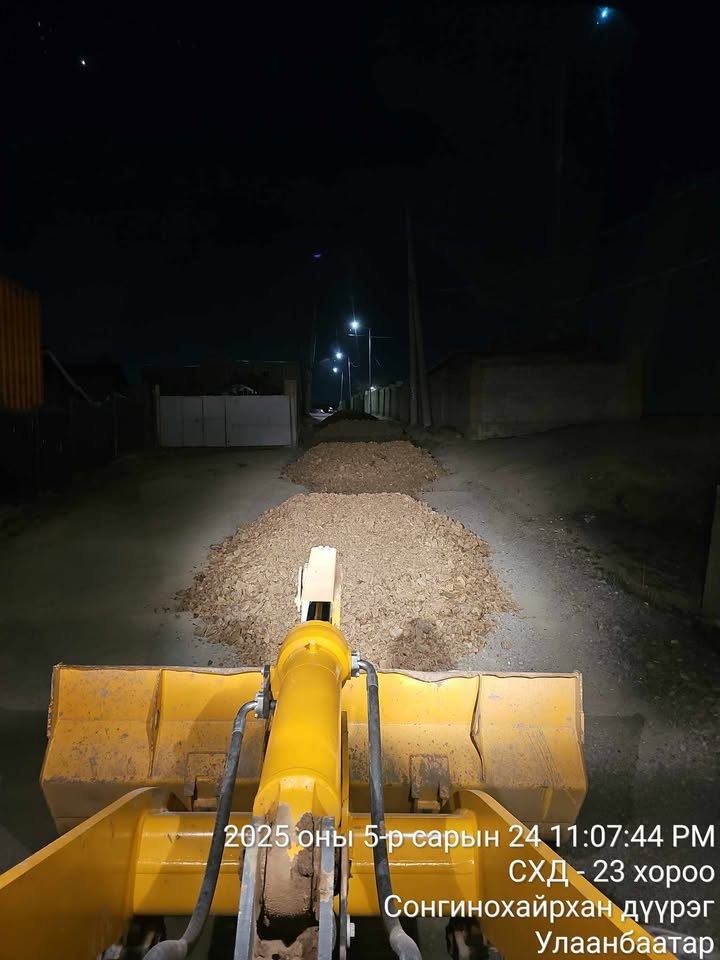 2025 оны 5-р сарын 24 11:07:44 PM
СХД - 23 хороо
Сонгинохайрхан дүүрэг
Улаанбаатар